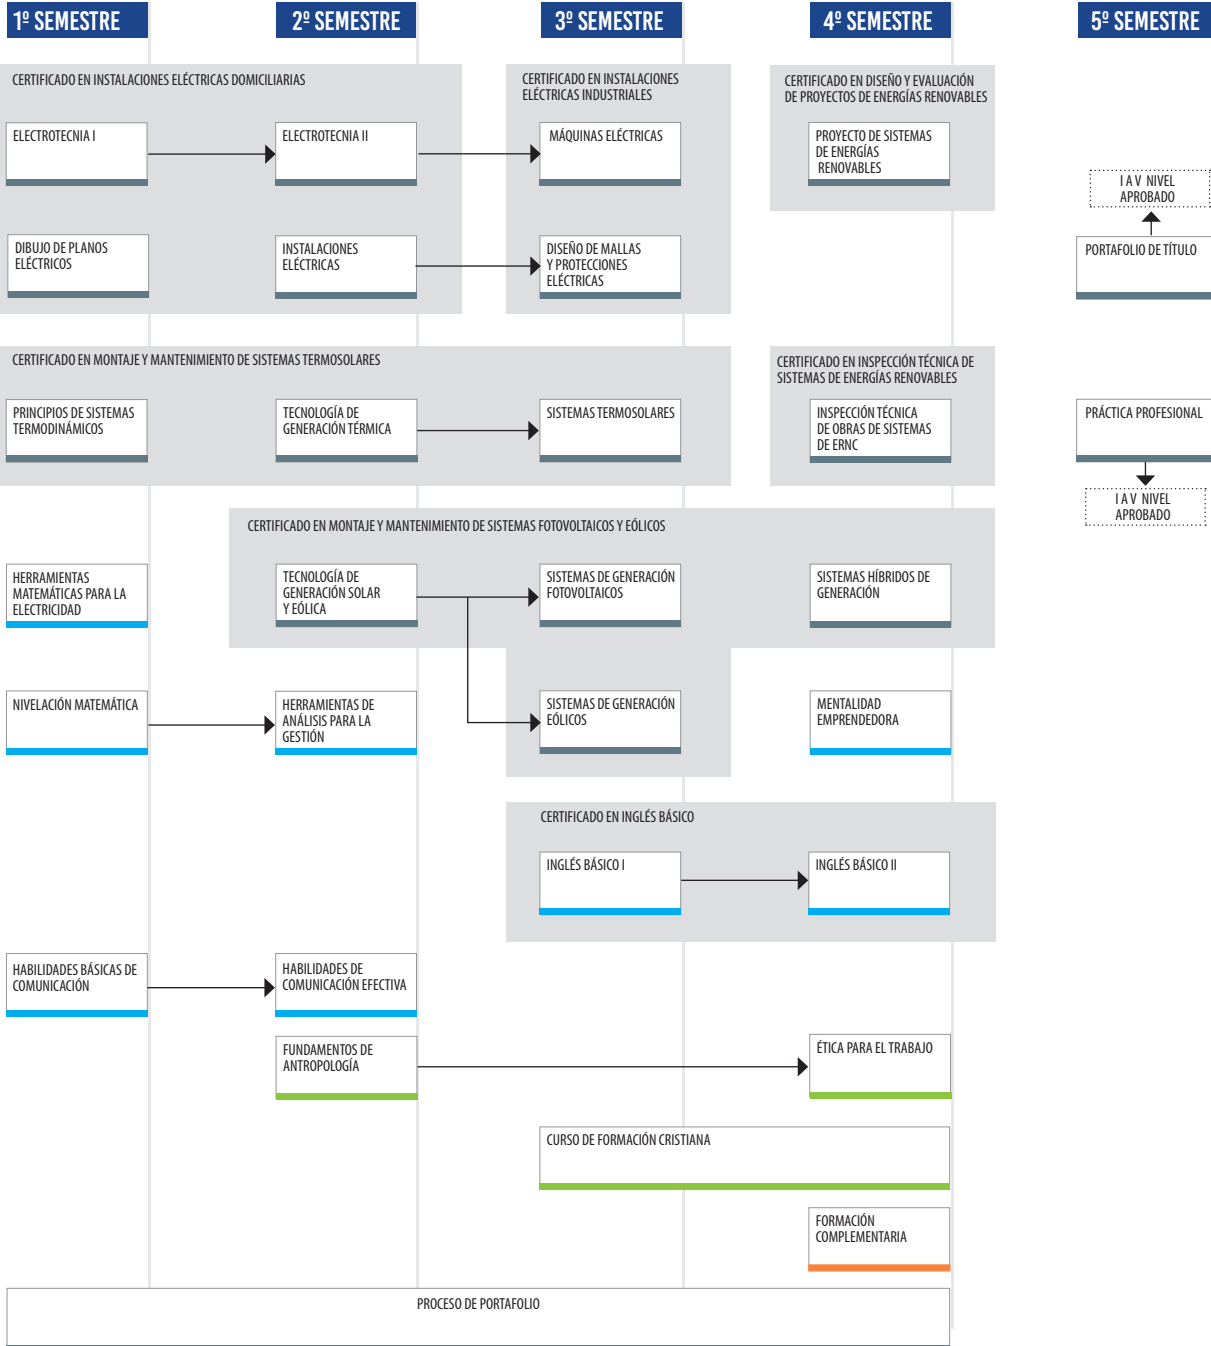 1º SEMESTRE
2º SEMESTRE
3º SEMESTRE
4º SEMESTRE
5º SEMESTRE
CERTIFICADO EN INSTALACIONES ELÉCTRICAS DOMICILIARIAS
CERTIFICADO EN INSTALACIONES
ELÉCTRICAS INDUSTRIALES
CERTIFICADO EN DISEÑO Y EVALUACIÓN
DE PROYECTOS DE ENERGÍAS RENOVABLES
ELECTROTECNIA I
ELECTROTECNIA II
MÁQUINAS ELÉCTRICAS
PROYECTO DE SISTEMAS
DE ENERGÍAS
RENOVABLES
I A V NIVEL
APROBADO
DIBUJO DE PLANOS
ELÉCTRICOS
INSTALACIONES
ELÉCTRICAS
DISEÑO DE MALLAS
Y PROTECCIONES
ELÉCTRICAS
PORTAFOLIO DE TÍTULO
CERTIFICADO EN MONTAJE Y MANTENIMIENTO DE SISTEMAS TERMOSOLARES
CERTIFICADO EN INSPECCIÓN TÉCNICA DE
SISTEMAS DE ENERGÍAS RENOVABLES
PRINCIPIOS DE SISTEMAS
TERMODINÁMICOS
TECNOLOGÍA DE
GENERACIÓN TÉRMICA
SISTEMAS TERMOSOLARES
INSPECCIÓN TÉCNICA
DE OBRAS DE SISTEMAS
DE ERNC
PRÁCTICA PROFESIONAL
I A V NIVEL
APROBADO
CERTIFICADO EN MONTAJE Y MANTENIMIENTO DE SISTEMAS FOTOVOLTAICOS Y EÓLICOS
HERRAMIENTAS
MATEMÁTICAS PARA LA
ELECTRICIDAD
TECNOLOGÍA DE
GENERACIÓN SOLAR
Y EÓLICA
SISTEMAS DE GENERACIÓN
FOTOVOLTAICOS
SISTEMAS HÍBRIDOS DE
GENERACIÓN
NIVELACIÓN MATEMÁTICA
HERRAMIENTAS DE
ANÁLISIS PARA LA
GESTIÓN
SISTEMAS DE GENERACIÓN
EÓLICOS
MENTALIDAD
EMPRENDEDORA
CERTIFICADO EN INGLÉS BÁSICO
INGLÉS BÁSICO I
INGLÉS BÁSICO II
HABILIDADES BÁSICAS DE
COMUNICACIÓN
HABILIDADES DE
COMUNICACIÓN EFECTIVA
FUNDAMENTOS DE
ANTROPOLOGÍA
ÉTICA PARA EL TRABAJO
CURSO DE FORMACIÓN CRISTIANA
FORMACIÓN
COMPLEMENTARIA
PROCESO DE PORTAFOLIO